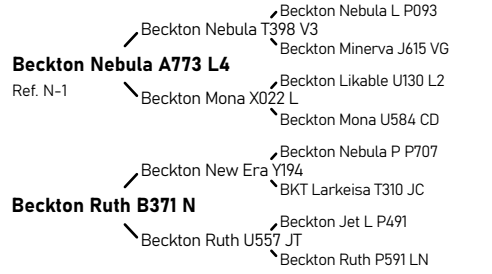 Beckton Nebula L P093
Beckton Nebula T398 V3
Beckton Minerva J615 VG
Beckton Nebula A773 L4
Ref. N-1
Beckton Likable U130 L2
Beckton Mona X022 L
Beckton Mona U584 CD
Beckton Nebula P P707
Beckton New Era Y194
BKT Larkeisa T310 JC
Beckton Ruth B371 N
Beckton Jet L P491
Beckton Ruth U557 JT
Beckton Ruth P591 LN